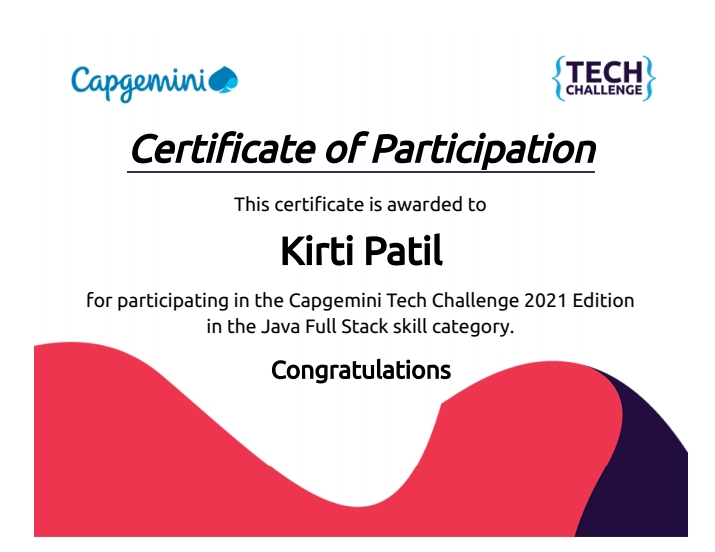 Capgemini
{TECH
CHALLENGE}
Certificate of Participation
This certificate is awarded to
Kirti Patil
for participating in the Capgemini Tech Challenge 2021 Edition
in the Java Full Stack skill category.
Congratulations